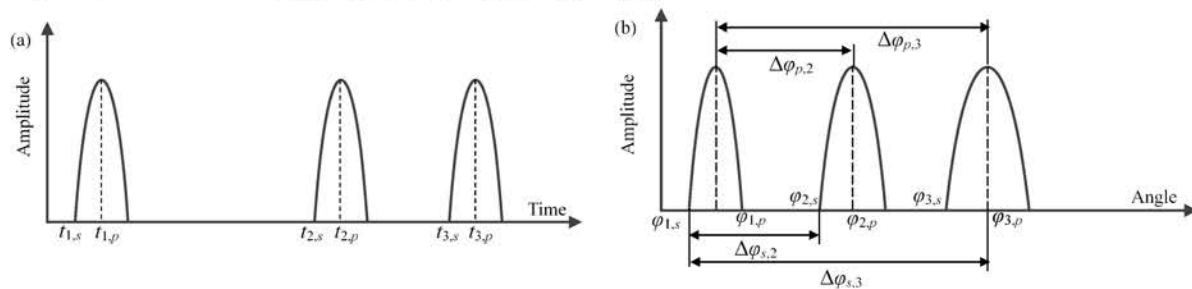 (a)
Amplitude
Time
t1,s t1,p t2,s t2,p t3,s t3,p
(b)
Δφp,3
Δφp,2
Amplitude
Angle
φ1,s φ1,p φ2,s φ2,p φ3,s φ3,p
Δφs,2
Δφs,3